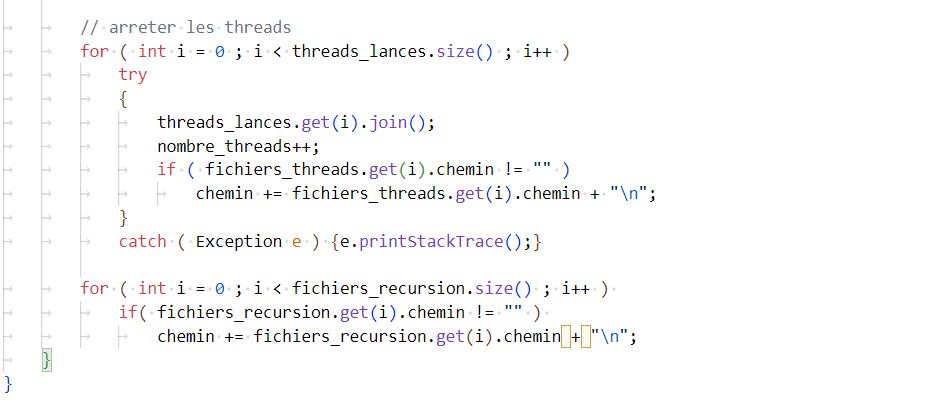 // arreter les threads
for ( int i = 0 ; i < threads_lances.size() ; i++ )
try
{
threads_lances.get(i).join();
nombre_threads++;
if ( fichiers_threads.get(i).chemin != "" )
chemin += fichiers_threads.get(i).chemin + "\n";
}
catch ( Exception e ) {e.printStackTrace();}
for ( int i = 0 ; i < fichiers_recursion.size() ; i++ )
if( fichiers_recursion.get(i).chemin != "" )
chemin += fichiers_recursion.get(i).chemin + "\n";
}
}